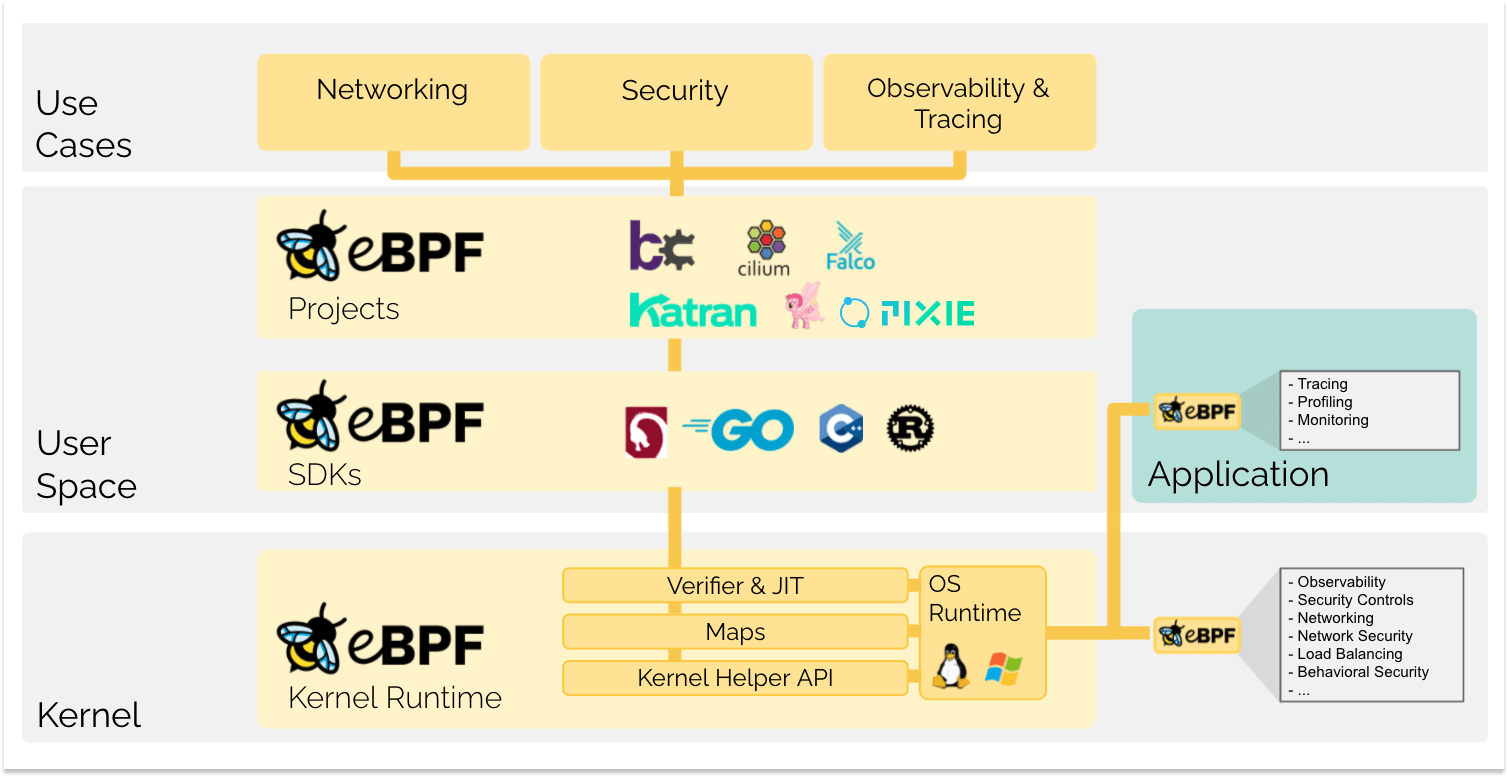 Use
Cases
Networking
Security
Observability &
Tracing
eBPF
Projects
bc
cilium
Falco
Katran
PIXIE
User
Space
eBPF
SDKs
GO
C++
R
eBPF
- Tracing
- Profiling
- Monitoring
- ...
Application
Kernel
eBPF
Kernel Runtime
Verifier & JIT
Maps
Kernel Helper API
OS
Runtime
eBPF
- Observability
- Security Controls
- Networking
- Network Security
- Load Balancing
- Behavioral Security
- ...